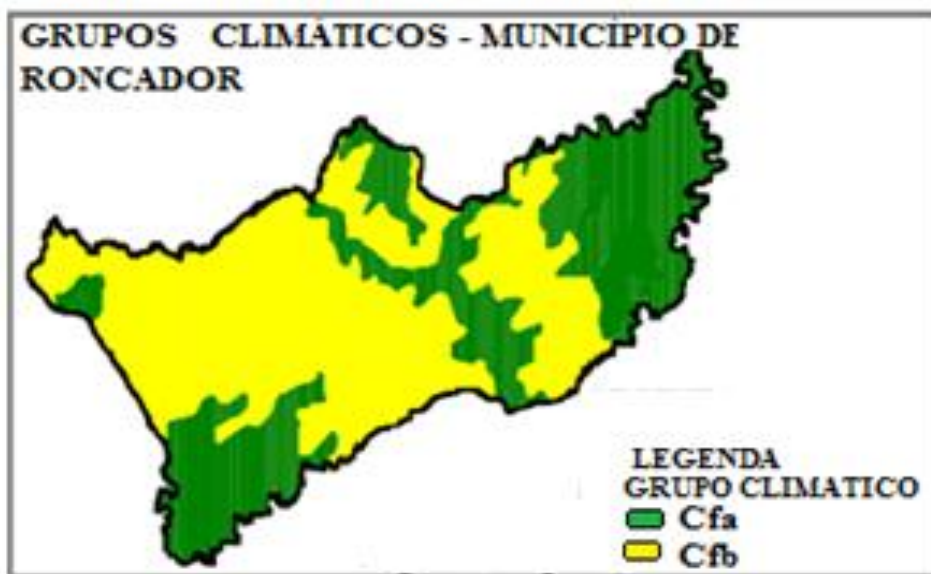 GRUPOS CLIMÁTICOS - MUNICÍPIO DE
RONCADOR
LEGENDA
GRUPO CLIMATICO
Cfa
Cfb